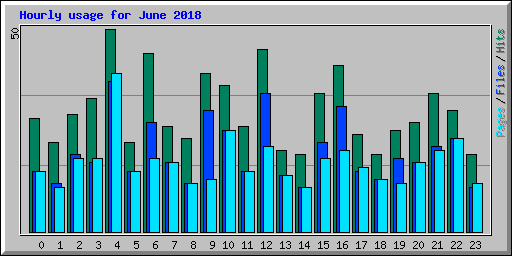 Hourly usage for June 2018
50
Pages/Files/Hits
0 1 2 3 4 5 6 7 8 9 10 11 12 13 14 15 16 17 18 19 20 21 22 23